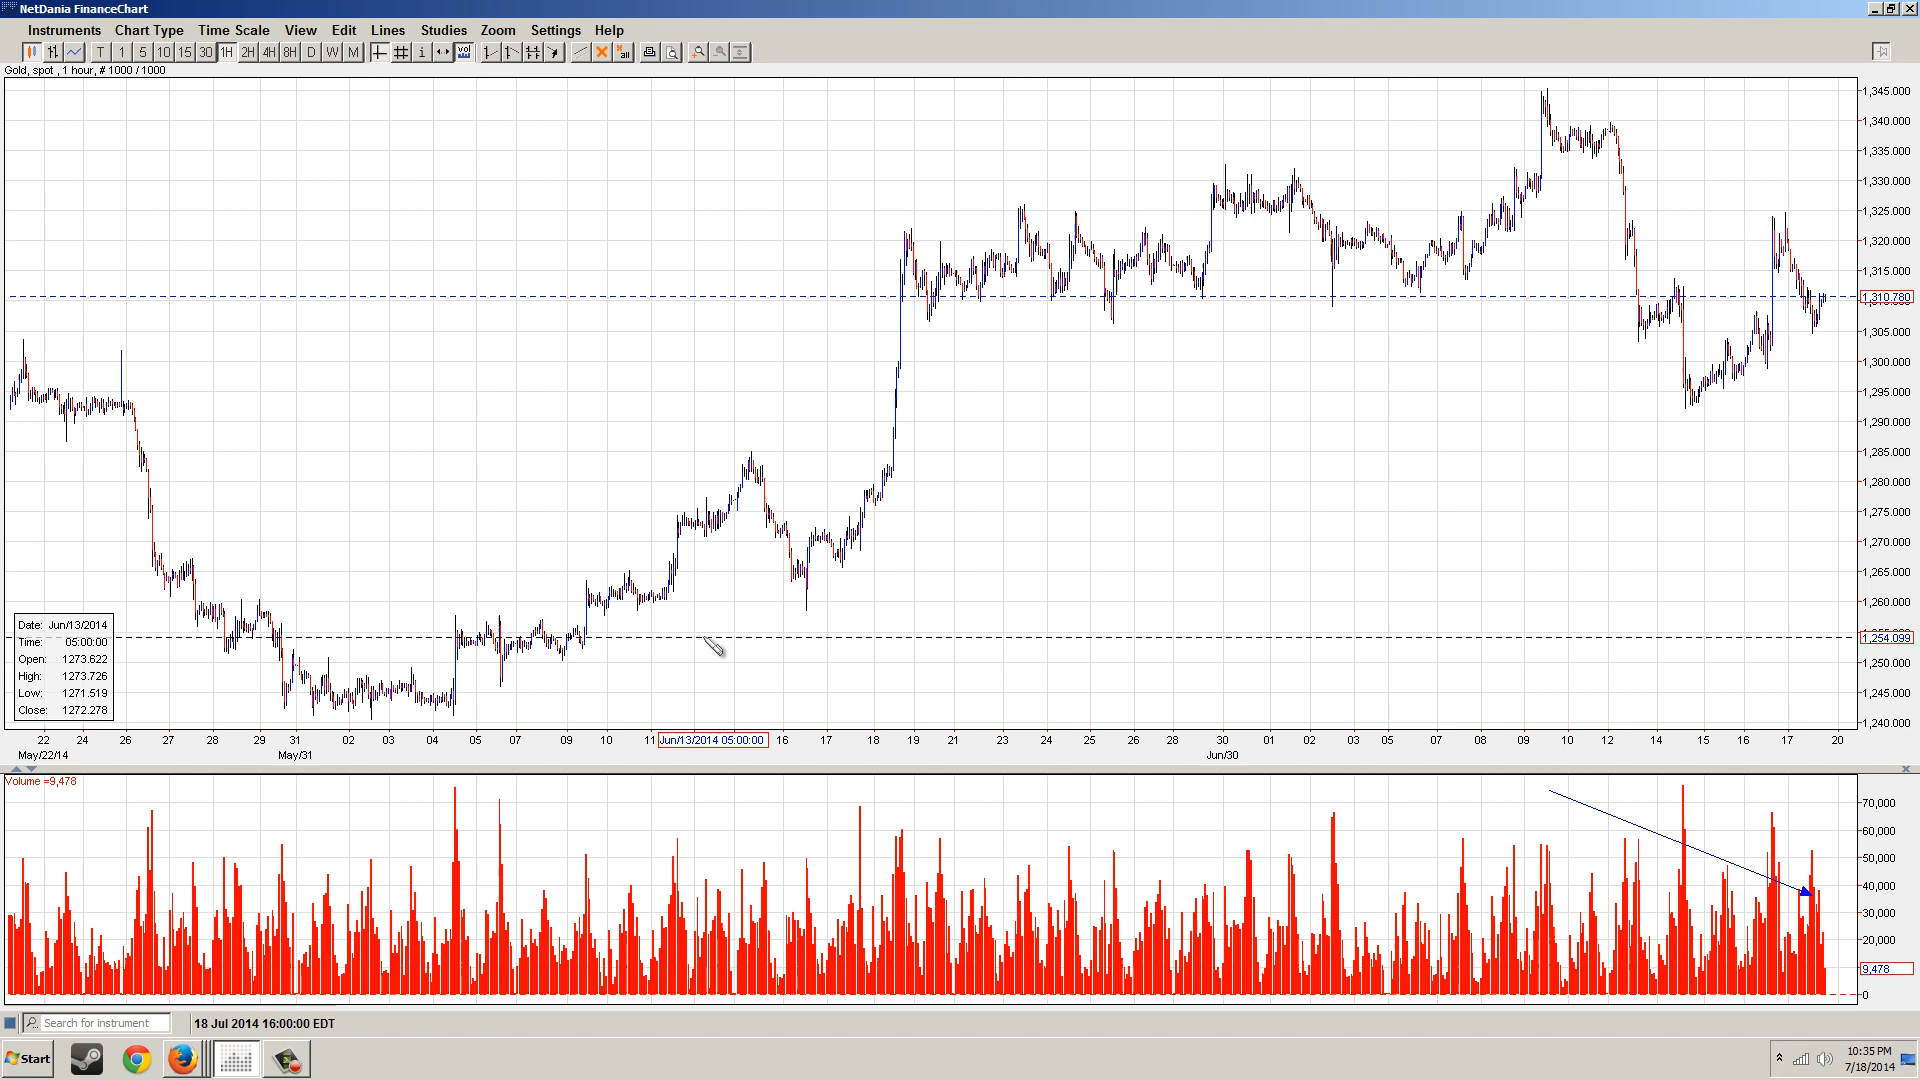 NetDania FinanceChart
Instruments Chart Type Time Scale View Edit Lines Studies Zoom Settings Help
T 1 5 10 15 30 1H 2H 4H 8H D W M i vol all
Gold, spot , 1 hour, # 1000 / 1000
1,345.000
1,340.000
1,335.000
1,330.000
1,325.000
1,320.000
1,315.000
1,310.780
1,305.000
1,300.000
1,295.000
1,290.000
1,285.000
1,280.000
1,275.000
1,270.000
1,265.000
1,260.000
1,254.099
1,250.000
1,245.000
1,240.000
Date: Jun/13/2014
Time: 05:00:00
Open: 1273.622
High: 1273.726
Low: 1271.519
Close: 1272.278
22 24 26 27 28 29 31 02 03 04 05 07 09 10 11 Jun/13/2014 05:00:00 16 17 18 19 21 23 24 25 26 28 30 01 02 03 05 07 08 09 10 12 14 15 16 17 20
May/22/14 May/31 Jun/30
Volume =9,478
70,000
60,000
50,000
40,000
30,000
20,000
9,478
0
Search for instrument 18 Jul 2014 16:00:00 EDT
Start
10:35 PM
7/18/2014